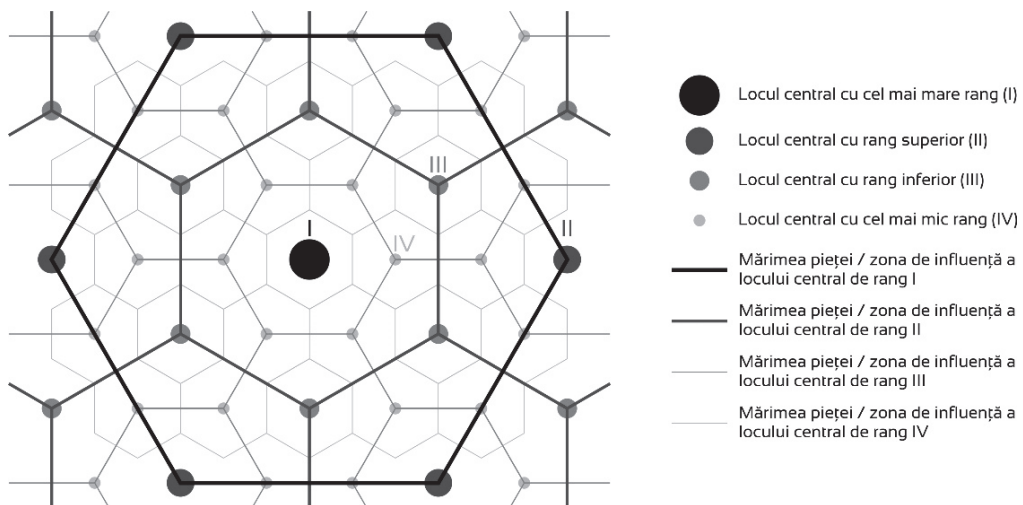 III
I
II
IV
Locul central cu cel mai mare rang (I)
Locul central cu rang superior (II)
Locul central cu rang inferior (III)
Locul central cu cel mai mic rang (IV)
Mărimea pieței / zona de influență a
locului central de rang I
Mărimea pieței / zona de influență a
locului central de rang II
Mărimea pieței / zona de influență a
locului central de rang III
Mărimea pieței / zona de influență a
locului central de rang IV